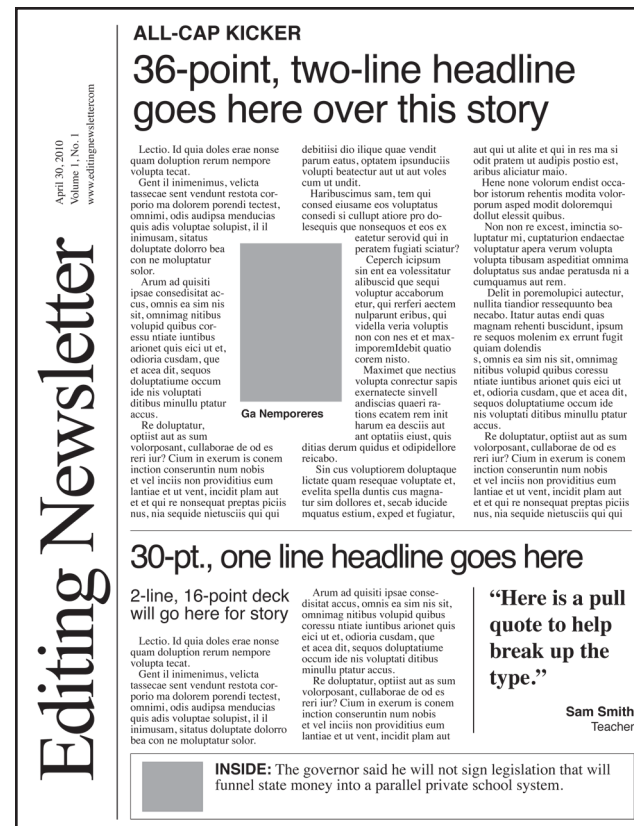 Editing Newsletter
April 30, 2010
Volume 1, No. 1
www.editingnewslettercom
ALL-CAP KICKER
36-point, two-line headline
goes here over this story
Lectio. Id quia doles erae nonse
quam doluption rerum nempore
volupta tecat.
Gent il inimenimus, velicta
tassecae sent vendunt restota cor-
porio ma dolorem porendi tectest,
omnimi, odis audipsa menducias
quis adis voluptae solupist, il il
inimusam, sitatus
doluptate dolorro bea
con ne moluptatur
solor.
Arum ad quisiti
ipsae consedisitat ac-
cus, omnis ea sim nis
sit, omnimag nitibus
volupid quibus cor-
essu ntiate iuntibus
arionet quis eici ut et,
odioria cusdam, que
et acea dit, sequos
doluptatiume occum
ide nis voluptati
ditibus minullu ptatur
accus.
Re doluptatur,
optiist aut as sum
volorposant, cullaborae de od es
reri iur? Cium in exerum is conem
inction conseruntin num nobis
et vel inciis non providitius eum
lantiae et ut vent, incidit plam aut
et et qui re nonsequat preptas piciis
nus, nia sequide nietusciis qui qui
debitiisi dio ilique quae vendit
parum eatus, optatem ipsunduciis
volupti beatectur aut ut aut voles
cum ut undit.
Haribuscimus sam, tem qui
consed eiusame eos voluptatus
consedi si cullupt atiore pro do-
lesequis que nonsequos et eos ex
eatetur serovid qui in
peratem fugiati sciatur?
Ceperch icipsum
sin ent ea volessitatur
alibuscid que sequi
voluptur accaborum
etur, qui rerferi aectem
nulparunt eribus, qui
vidella veria voluptis
non con nes et et max-
imporemIdebit quatio
corem nisto.
Maximet que nectius
volupta conrectur sapis
exernatecte sinvell
andiscias quaeri ra-
tions ecatem rem init
harum ea desciis aut
ant optatiis eiust, quis
ditias derum quidus et odipidellore
reicabo.
Sin cus voluptiorem doluptaque
lictate quam resequae voluptate et,
evelita spella duntis cus magna-
tur sim dollores et, secab iducide
mquatus estium, exped et fugiatur,
Ga Nemporeres
aut qui ut alite et qui in res ma si
odit pratem ut audipis postio est,
aribus aliciatur maio.
Hene none volorum endist occa-
bor istorum rehentis modita volor-
porum asped modit doloremqui
dollut elessit quibus.
Non non re excest, iminctia so-
luptatur mi, cuptaturion endaectae
voluptatur apera verum volupta
volupta tibusam aspeditiat omnima
doluptatus sus andae peratusda ni a
cumquamus aut rem.
Delit in poremolupici autectur,
nullita tiandior ressequunto bea
necabo. Itatur autas endi quas
magnam rehenti buscidunt, ipsum
re sequos molenim ex errunt fugit
quiam dolendis
s, omnis ea sim nis sit, omnimag
nitibus volupid quibus coressu
ntiate iuntibus arionet quis eici ut
et, odioria cusdam, que et acea dit,
sequos doluptatiume occum ide
nis voluptati ditibus minullu ptatur
accus.
Re doluptatur, optiist aut as sum
volorposant, cullaborae de od es
reri iur? Cium in exerum is conem
inction conseruntin num nobis
et vel inciis non providitius eum
lantiae et ut vent, incidit plam aut
et et qui re nonsequat preptas piciis
nus, nia sequide nietusciis qui qui
30-pt., one line headline goes here
2-line, 16-point deck
will go here for story
Lectio. Id quia doles erae nonse
quam doluption rerum nempore
volupta tecat.
Gent il inimenimus, velicta
tassecae sent vendunt restota cor-
porio ma dolorem porendi tectest,
omnimi, odis audipsa menducias
quis adis voluptae solupist, il il
inimusam, sitatus doluptate dolorro
bea con ne moluptatur solor.
Arum ad quisiti ipsae conse-
disitat accus, omnis ea sim nis sit,
omnimag nitibus volupid quibus
coressu ntiate iuntibus arionet quis
eici ut et, odioria cusdam, que
et acea dit, sequos doluptatiume
occum ide nis voluptati ditibus
minullu ptatur accus.
Re doluptatur, optiist aut as sum
volorposant, cullaborae de od es
reri iur? Cium in exerum is conem
inction conseruntin num nobis
et vel inciis non providitius eum
lantiae et ut vent, incidit plam aut
“Here is a pull
quote to help
break up the
type.”
Sam Smith
Teacher
INSIDE: The governor said he will not sign legislation that will
funnel state money into a parallel private school system.